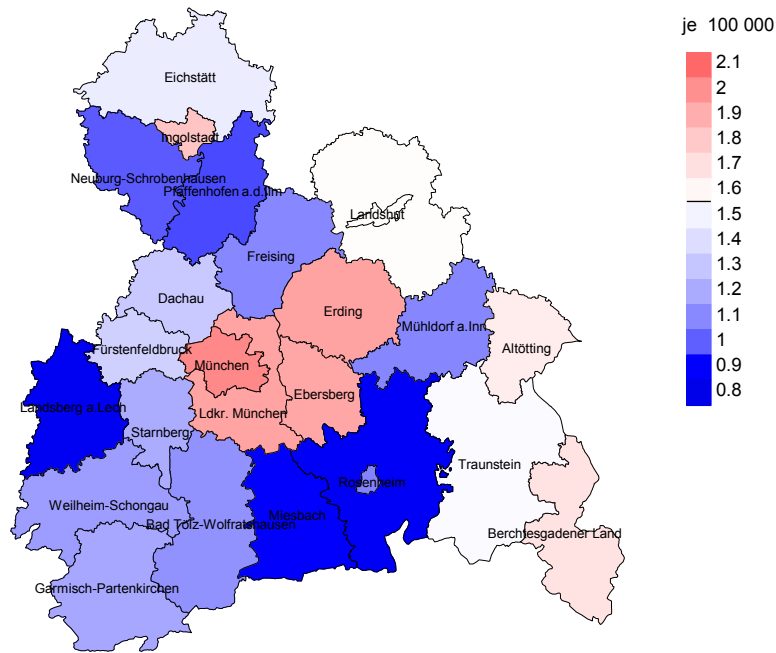 je 100 000
2.1
2
1.9
1.8
1.7
1.6
1.5
1.4
1.3
1.2
1.1
1
0.9
0.8
Eichstätt
Ingolstadt
Neuburg-Schrobenhausen
Pfaffenhofen a.d.Ilm
Landshut
Freising
Dachau
Erding
Mühldorf a.Inn
Altötting
Fürstenfeldbruck
München
Ebersberg
Landsberg a.Lech
Ldkr. München
Starnberg
Traunstein
Rosenheim
Weilheim-Schongau
Miesbach
Bad Tölz-Wolfratshausen
Berchtesgadener Land
Garmisch-Partenkirchen